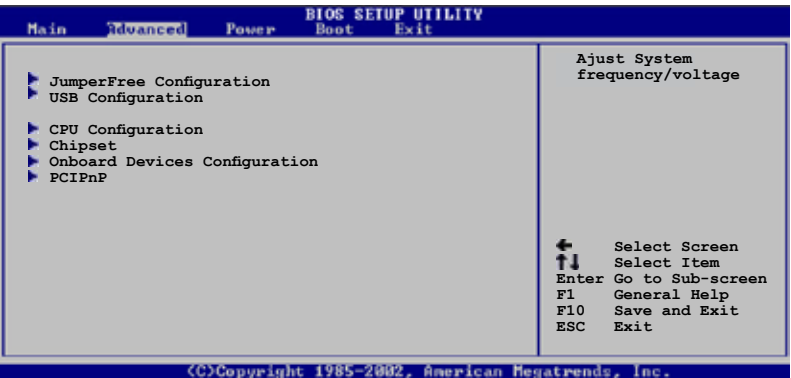 BIOS SETUP UTILITY
Main Advanced Power Boot Exit
JumperFree Configuration
USB Configuration
CPU Configuration
Chipset
Onboard Devices Configuration
PCIPnP
Ajust System
frequency/voltage
← Select Screen
↑↓ Select Item
Enter Go to Sub-screen
F1 General Help
F10 Save and Exit
ESC Exit
(C)Copyright 1985-2002, American Megatrends, Inc.